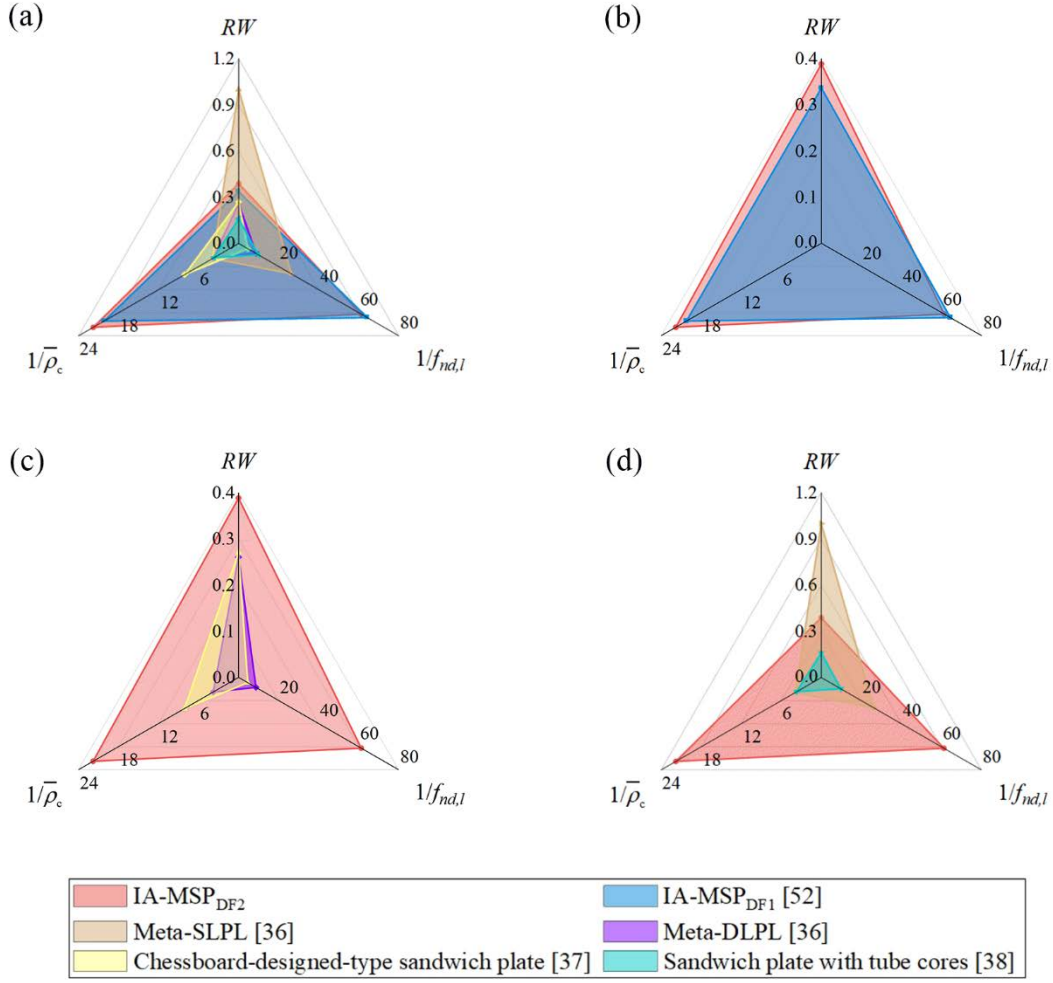 (a)
RW
1.2
0.9
0.6
0.3
0.0
20
40
60
80
6
12
18
24
1/ρ̅c
1/fnd,l
(b)
RW
0.4
0.3
0.2
0.1
0.0
20
40
60
80
6
12
18
24
1/ρ̅c
1/fnd,l
(c)
RW
0.4
0.3
0.2
0.1
0.0
20
40
60
80
6
12
18
24
1/ρ̅c
1/fnd,l
(d)
RW
1.2
0.9
0.6
0.3
0.0
20
40
60
80
6
12
18
24
1/ρ̅c
1/fnd,l
IA-MSPDF2
IA-MSPDF1 [52]
Meta-SLPL [36]
Meta-DLPL [36]
Chessboard-designed-type sandwich plate [37]
Sandwich plate with tube cores [38]